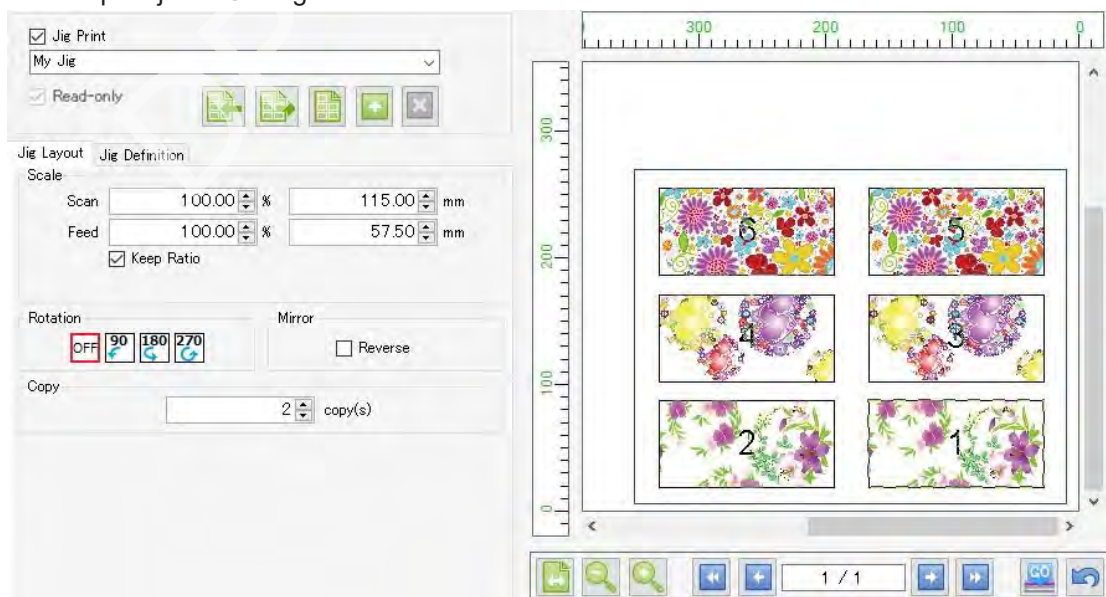 Jig Print
My Jig
Read-only
Jig Layout Jig Definition
Scale
Scan 100.00 % 115.00 mm
Feed 100.00 % 57.50 mm
Keep Ratio
Rotation Mirror
OFF 90 180 270 Reverse
Copy
2 copy(s)
300 200 100 0
300
200
100
0
6 5
4 3
2 1
1 / 1
GO